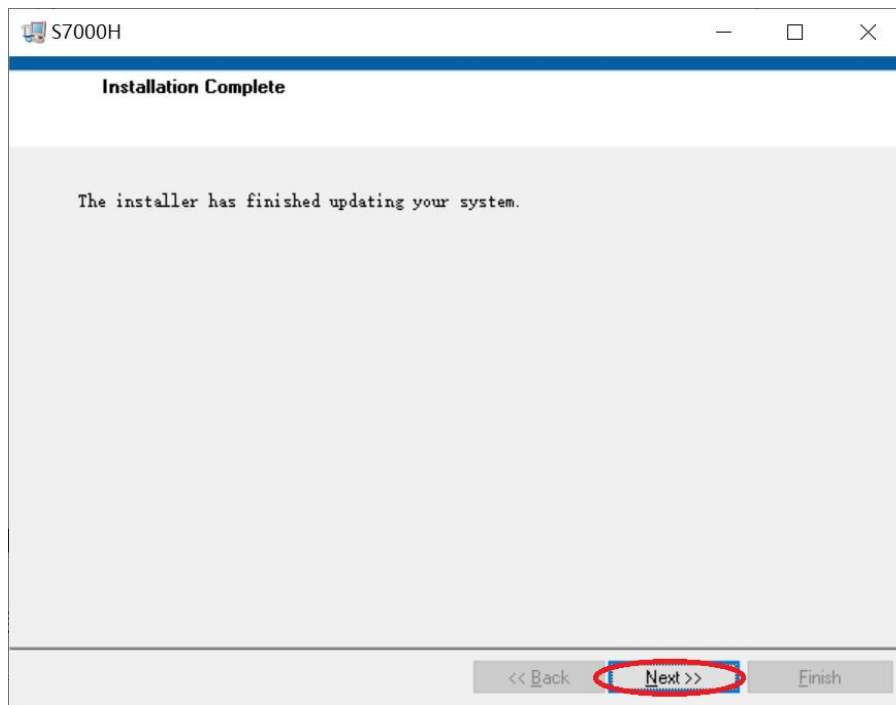 S7000H
Installation Complete
The installer has finished updating your system.
<< Back
Next >>
Finish